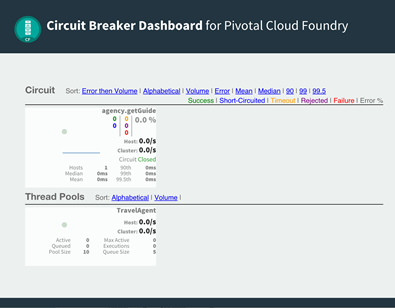 Circuit Breaker Dashboard for Pivotal Cloud Foundry
CF
Circuit Sort: Error then Volume | Alphabetical | Volume | Error | Mean | Median | 90 | 99 | 99.5
Success | Short-Circuited | Timeout | Rejected | Failure | Error %
agency.getGuide
0 0 0.0 %
0 0
0
Host: 0.0/s
Cluster: 0.0/s
Circuit Closed
Hosts 1 90th 0ms
Median 0ms 99th 0ms
Mean 0ms 99.5th 0ms
Thread Pools Sort: Alphabetical | Volume |
TravelAgent
Host: 0.0/s
Cluster: 0.0/s
Active 0 Max Active 0
Queued 0 Executions 0
Pool Size 10 Queue Size 5